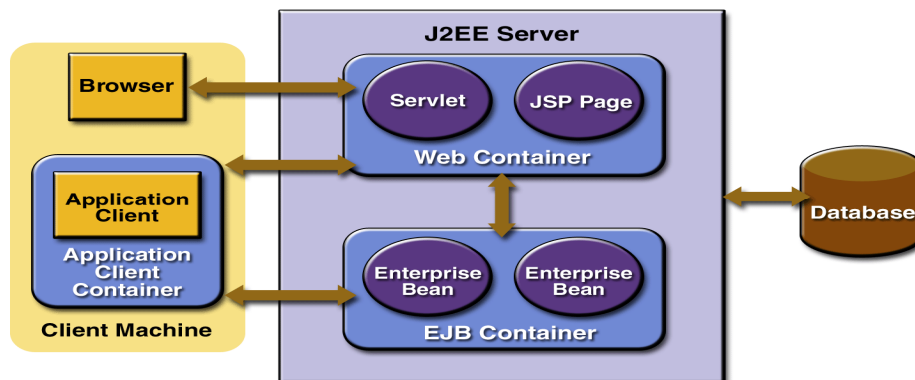 J2EE Server
Browser
Servlet
JSP Page
Web Container
Application
Client
Application
Client
Container
Client Machine
Enterprise
Bean
Enterprise
Bean
EJB Container
Database